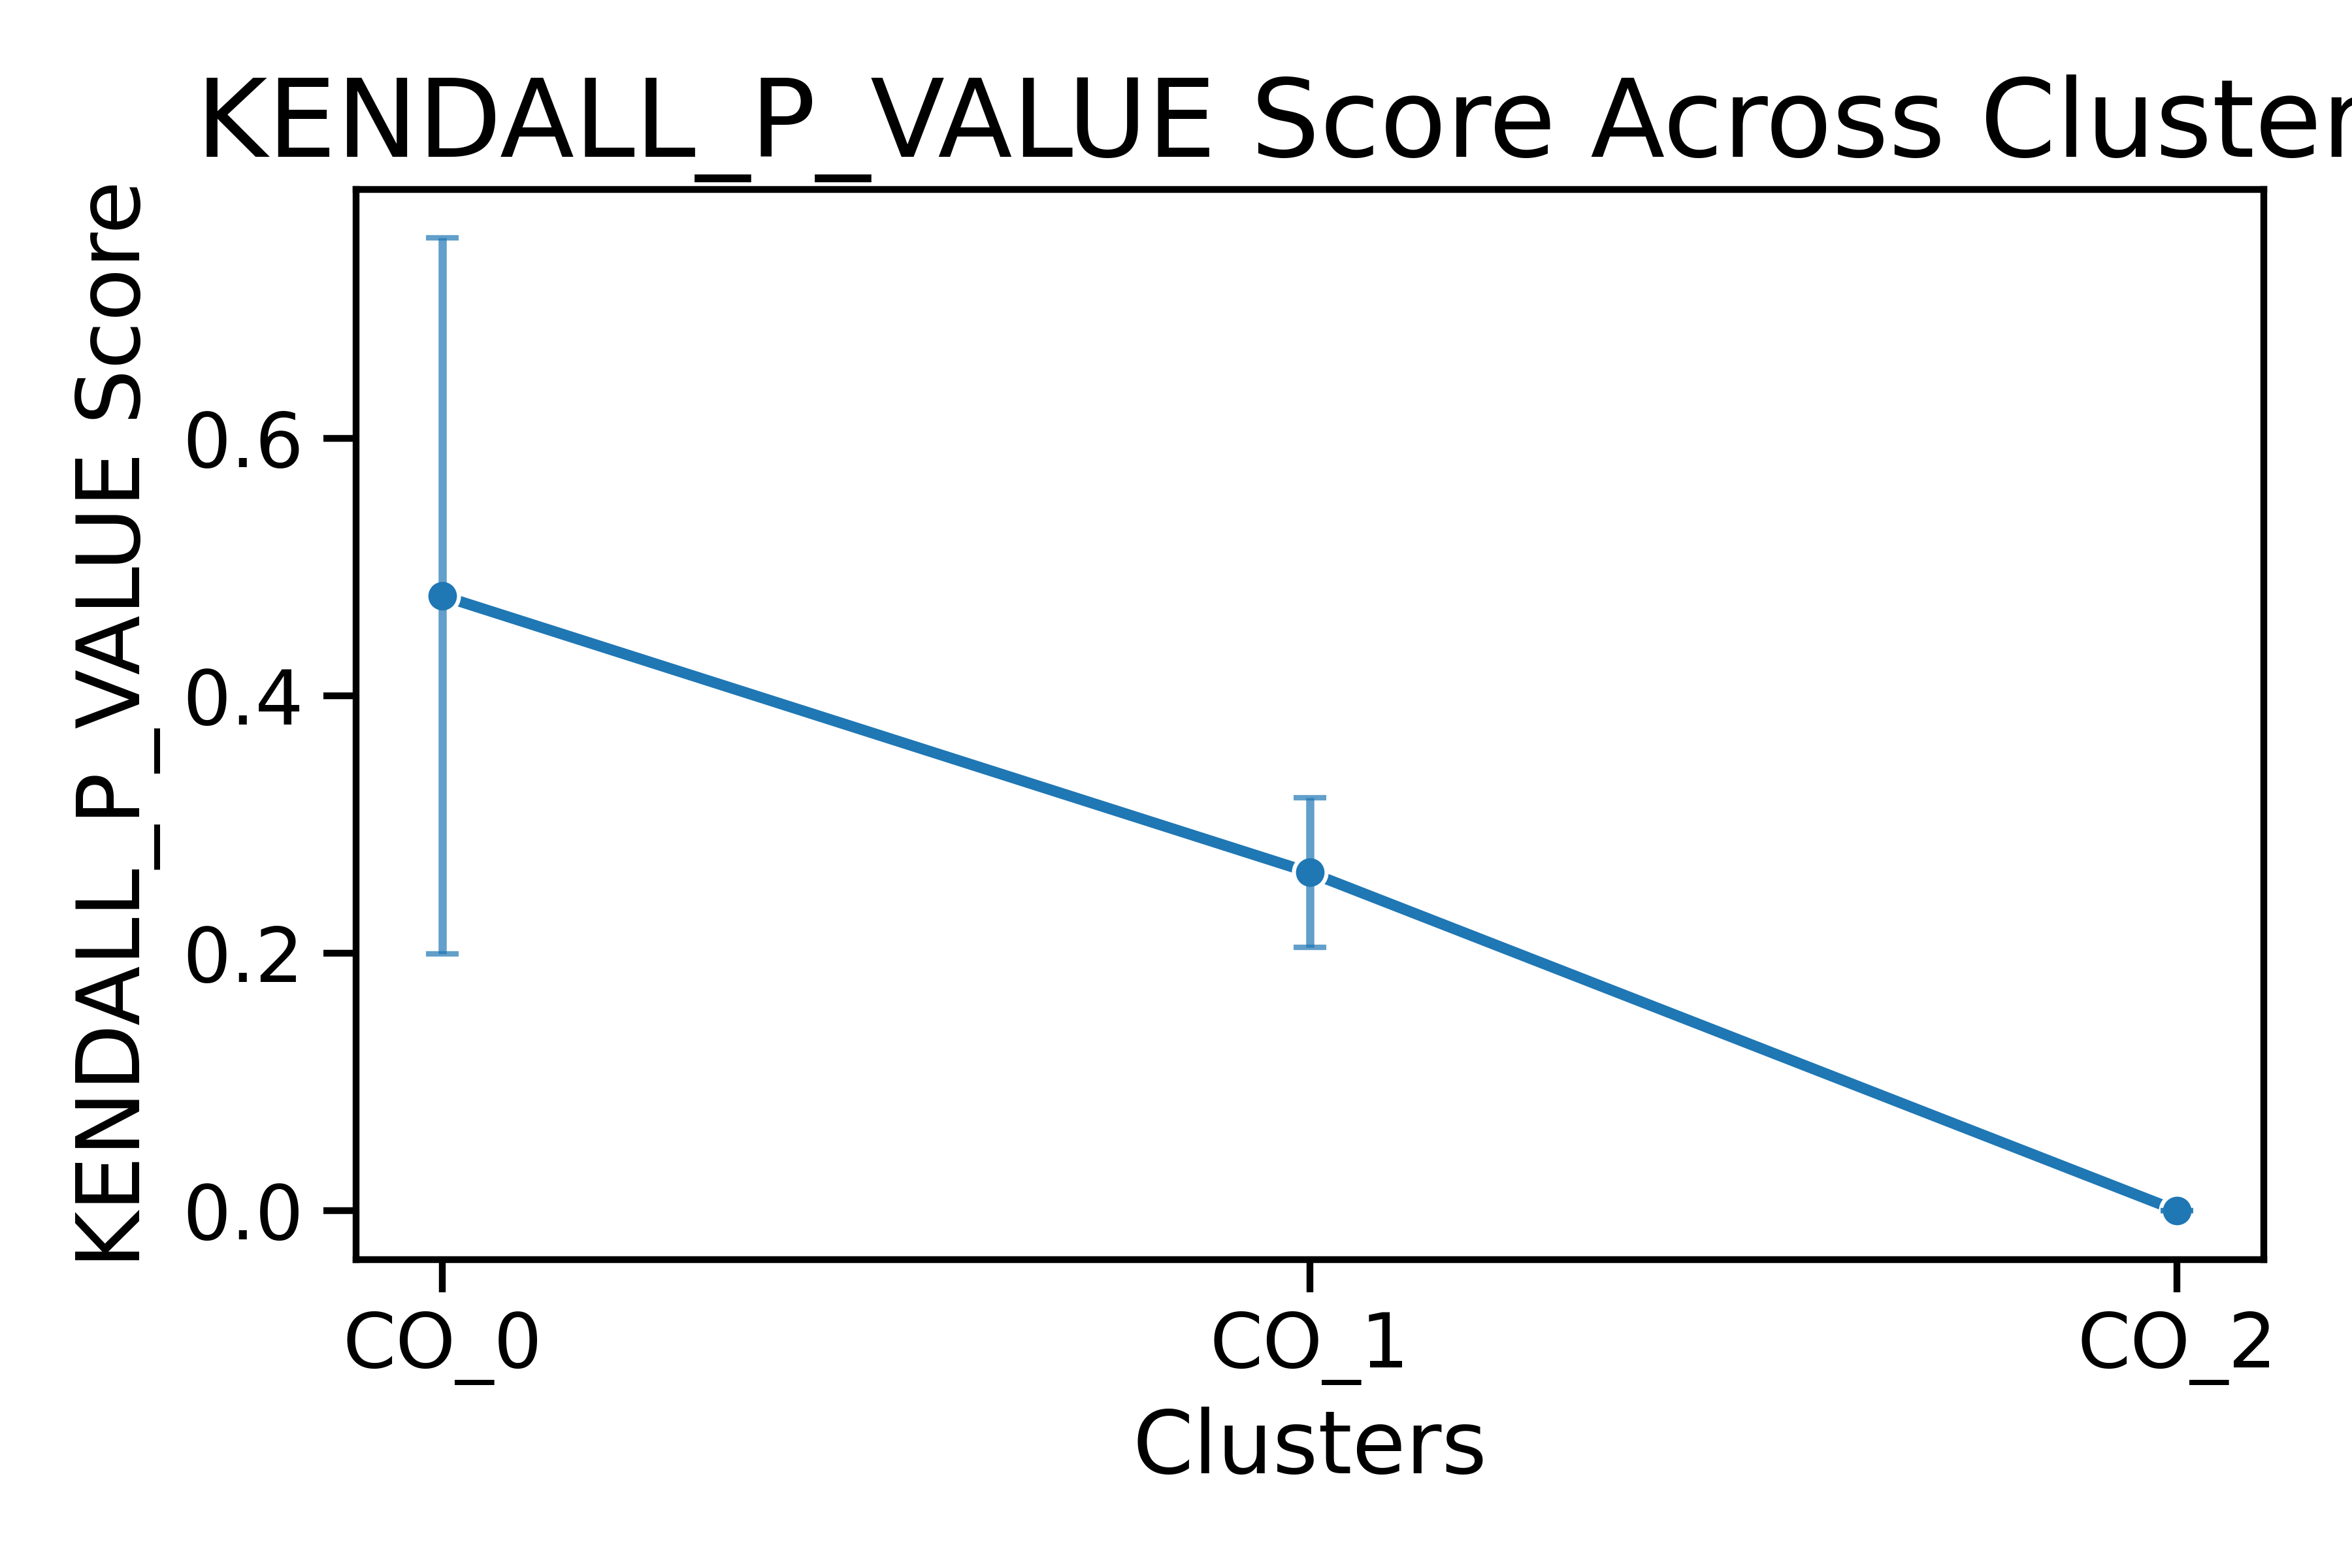 KENDALL_P_VALUE Score Across Cluster
KENDALL_P_VALUE Score
0.6
0.4
0.2
0.0
CO_0
CO_1
CO_2
Clusters